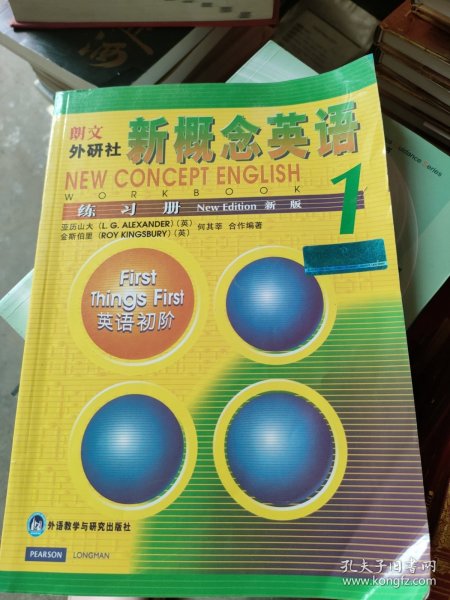 朗文
外研社
新概念英语
NEW CONCEPT ENGLISH
WORKBOOK
1
练习册 New Edition 新版
亚历山大 (L. G. ALEXANDER) (英) 何其莘 合作编著
金斯伯里 (ROY KINGSBURY) (英)
First
Things First
英语初阶
外语教学与研究出版社
PEARSON LONGMAN
孔夫子旧书网
www.kongfz.com